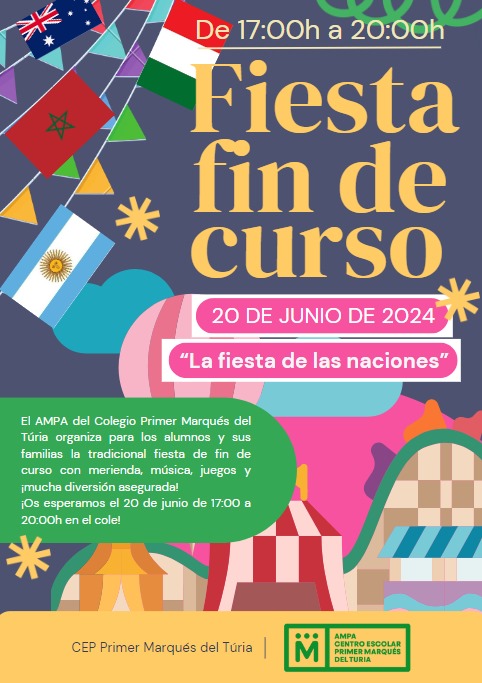 De 17:00h a 20:00h
Fiesta
fin de
curso
20 DE JUNIO DE 2024
“La fiesta de las naciones”
El AMPA del Colegio Primer Marqués del
Túria organiza para los alumnos y sus
familias la tradicional fiesta de fin de
curso con merienda, música, juegos y
¡mucha diversión asegurada!
¡Os esperamos el 20 de junio de 17:00 a
20:00h en el cole!
CEP Primer Marqués del Túria
AMPA
CENTRO ESCOLAR
PRIMER MARQUÉS
DEL TURIA